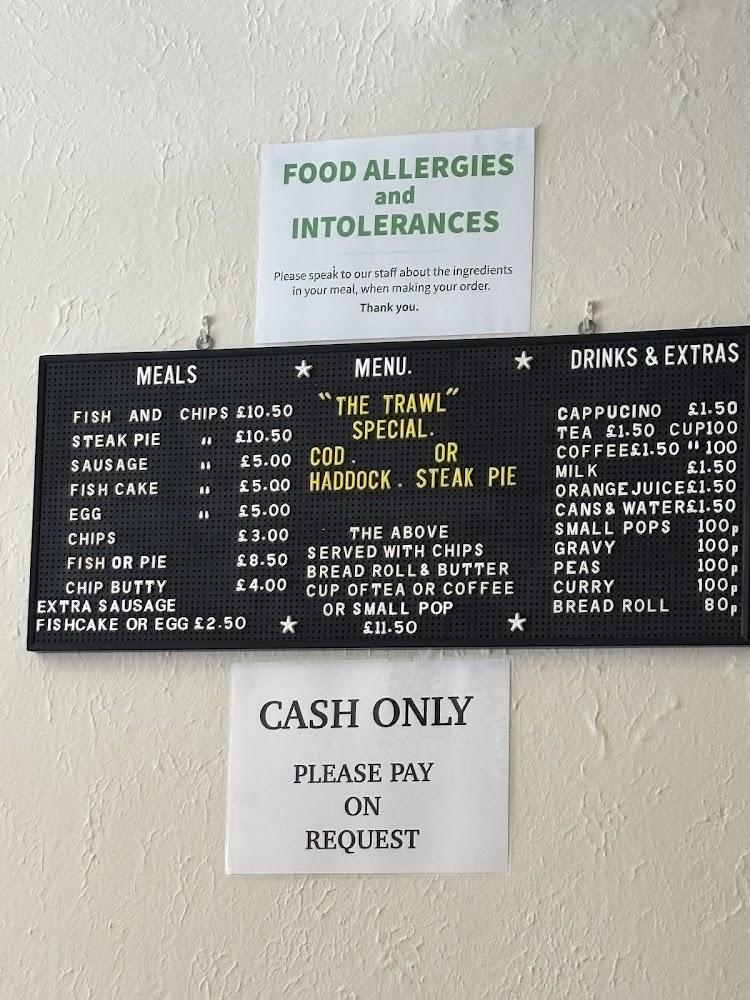 FOOD ALLERGIES
and
INTOLERANCES
Please speak to our staff about the ingredients
in your meal, when making your order.
Thank you.
MEALS
FISH AND CHIPS £10.50
STEAK PIE " £10.50
SAUSAGE " £5.00
FISH CAKE " £5.00
EGG " £5.00
CHIPS £3.00
FISH OR PIE £8.50
CHIP BUTTY £4.00
EXTRA SAUSAGE
FISHCAKE OR EGG £2.50
★ MENU. ★
"THE TRAWL"
SPECIAL.
COD . OR
HADDOCK . STEAK PIE
THE ABOVE
SERVED WITH CHIPS
BREAD ROLL & BUTTER
CUP OF TEA OR COFFEE
OR SMALL POP
★ £11.50 ★
DRINKS & EXTRAS
CAPPUCINO £1.50
TEA £1.50 CUP100
COFFEE£1.50 " 100
MILK £1.50
ORANGE JUICE£1.50
CANS & WATER£1.50
SMALL POPS 100p
GRAVY 100p
PEAS 100p
CURRY 100p
BREAD ROLL 80p
CASH ONLY
PLEASE PAY
ON
REQUEST